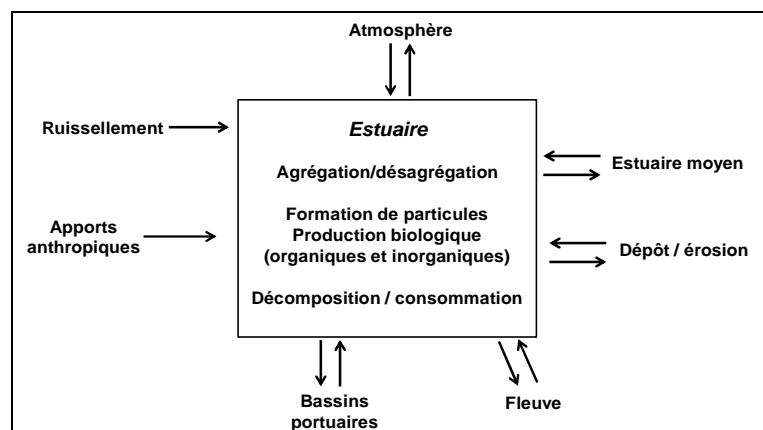 Atmosphère
Ruissellement
Estuaire
Agrégation/désagrégation
Estuaire moyen
Apports
anthropiques
Formation de particules
Production biologique
(organiques et inorganiques)
Dépôt / érosion
Décomposition / consommation
Bassins
portuaires
Fleuve